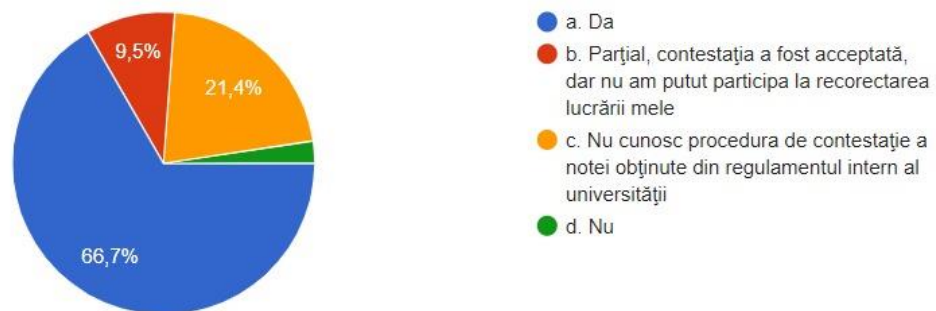 9,5%
21,4%
66,7%
a. Da
b. Parţial, contestaţia a fost acceptată,
dar nu am putut participa la recorectarea
lucrării mele
c. Nu cunosc procedura de contestaţie a
notei obţinute din regulamentul intern al
universităţii
d. Nu